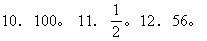 10. 100。 11. 1/2。 12. 56。